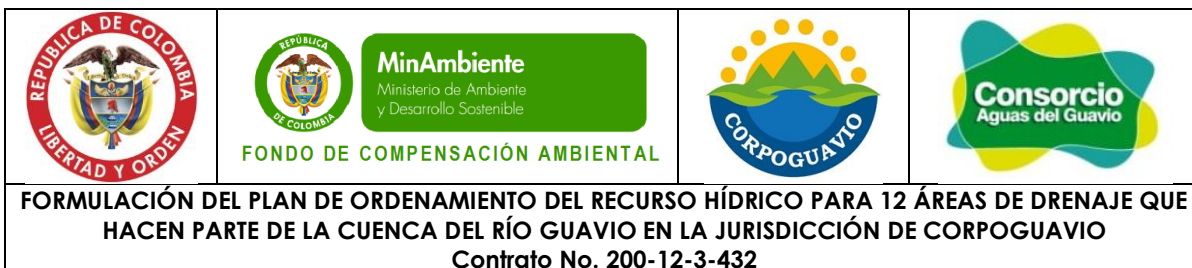 REPUBLICA DE COLOMBIA
LIBERTAD Y ORDEN
REPÚBLICA
DE COLOMBIA
MinAmbiente
Ministerio de Ambiente
y Desarrollo Sostenible
FONDO DE COMPENSACIÓN AMBIENTAL
CORPOGUAVIO
Consorcio
Aguas del Guavio
FORMULACIÓN DEL PLAN DE ORDENAMIENTO DEL RECURSO HÍDRICO PARA 12 ÁREAS DE DRENAJE QUE
HACEN PARTE DE LA CUENCA DEL RÍO GUAVIO EN LA JURISDICCIÓN DE CORPOGUAVIO
Contrato No. 200-12-3-432